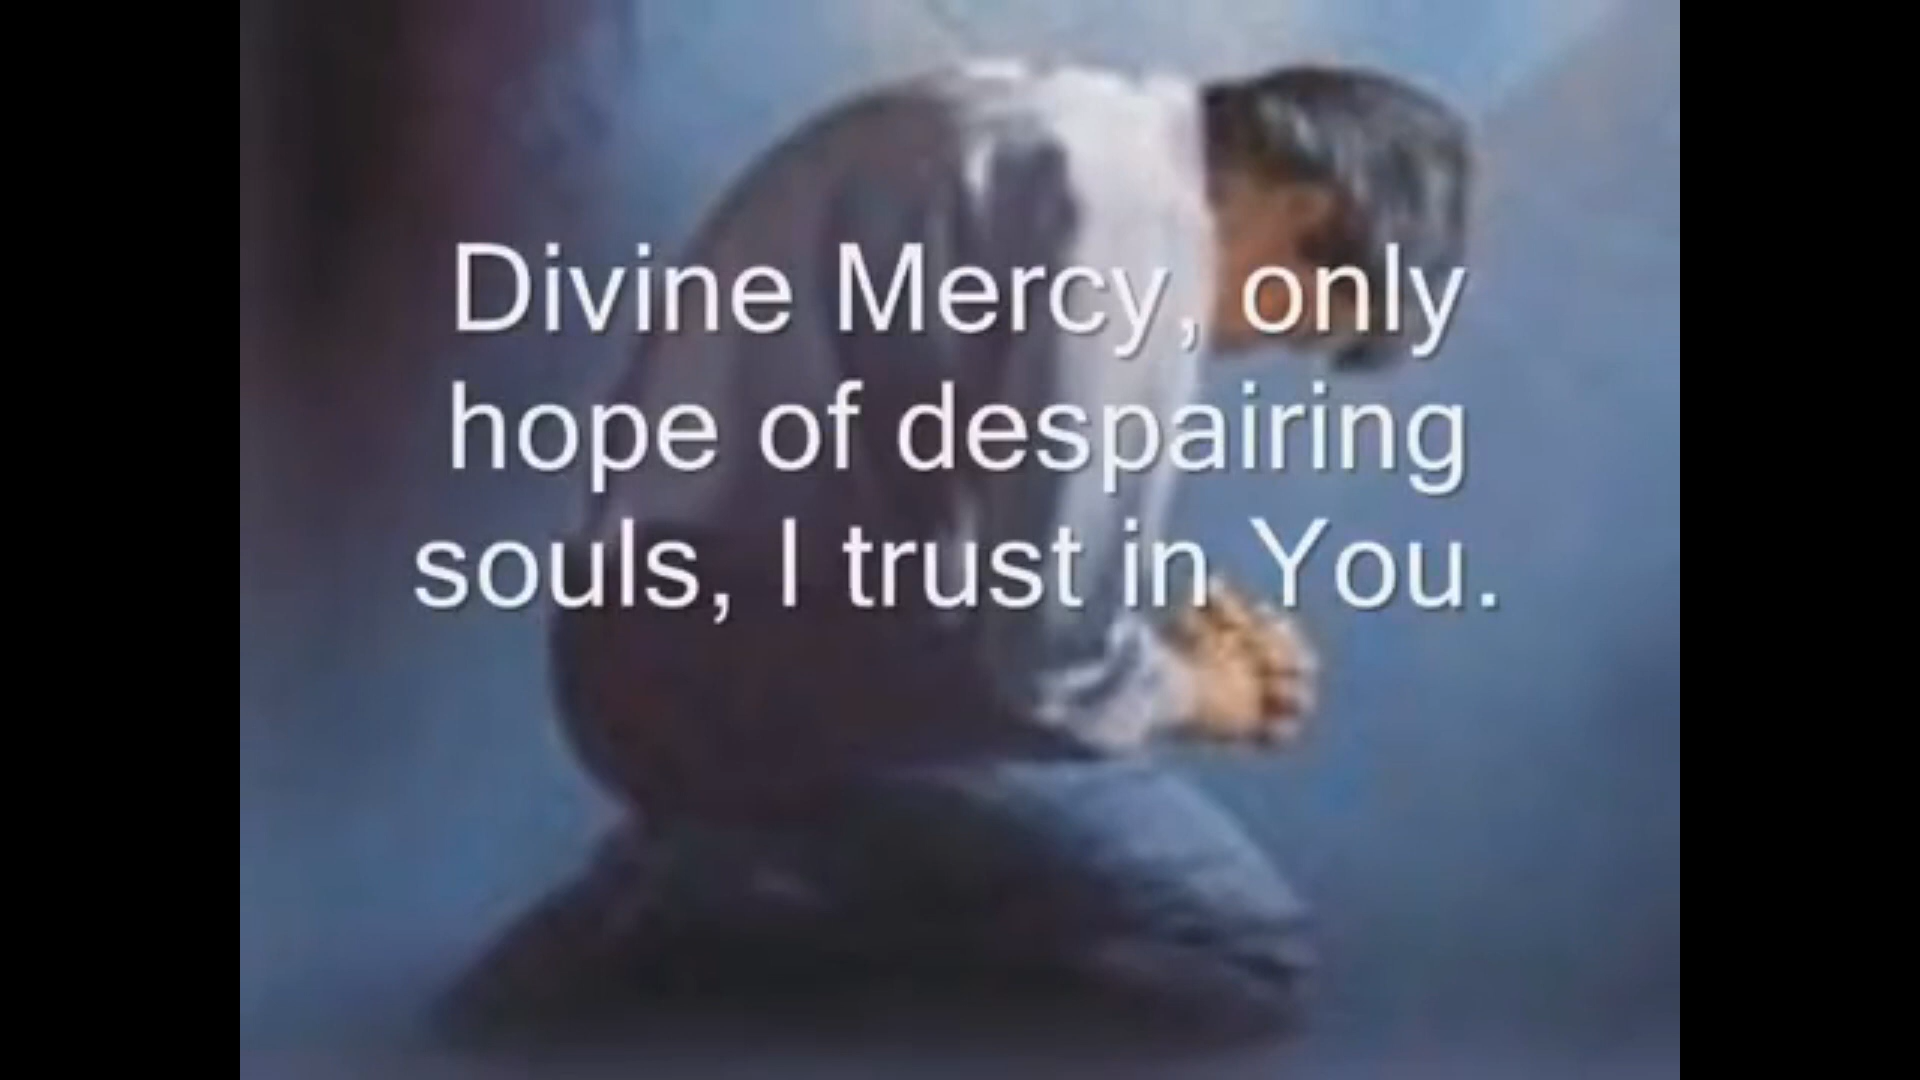 Divine Mercy, only
hope of despairing
souls, I trust in You.